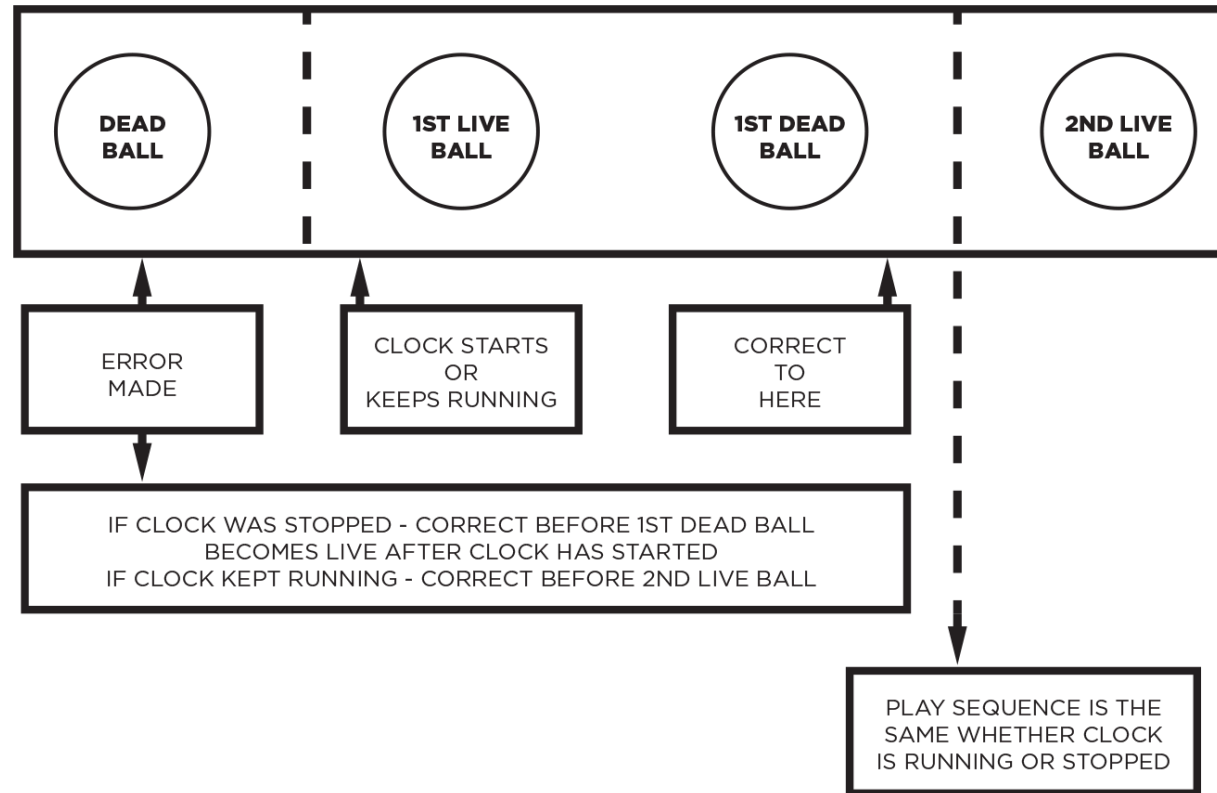 DEAD
BALL
1ST LIVE
BALL
1ST DEAD
BALL
2ND LIVE
BALL
ERROR
MADE
CLOCK STARTS
OR
KEEPS RUNNING
CORRECT
TO
HERE
IF CLOCK WAS STOPPED - CORRECT BEFORE 1ST DEAD BALL
BECOMES LIVE AFTER CLOCK HAS STARTED
IF CLOCK KEPT RUNNING - CORRECT BEFORE 2ND LIVE BALL
PLAY SEQUENCE IS THE
SAME WHETHER CLOCK
IS RUNNING OR STOPPED